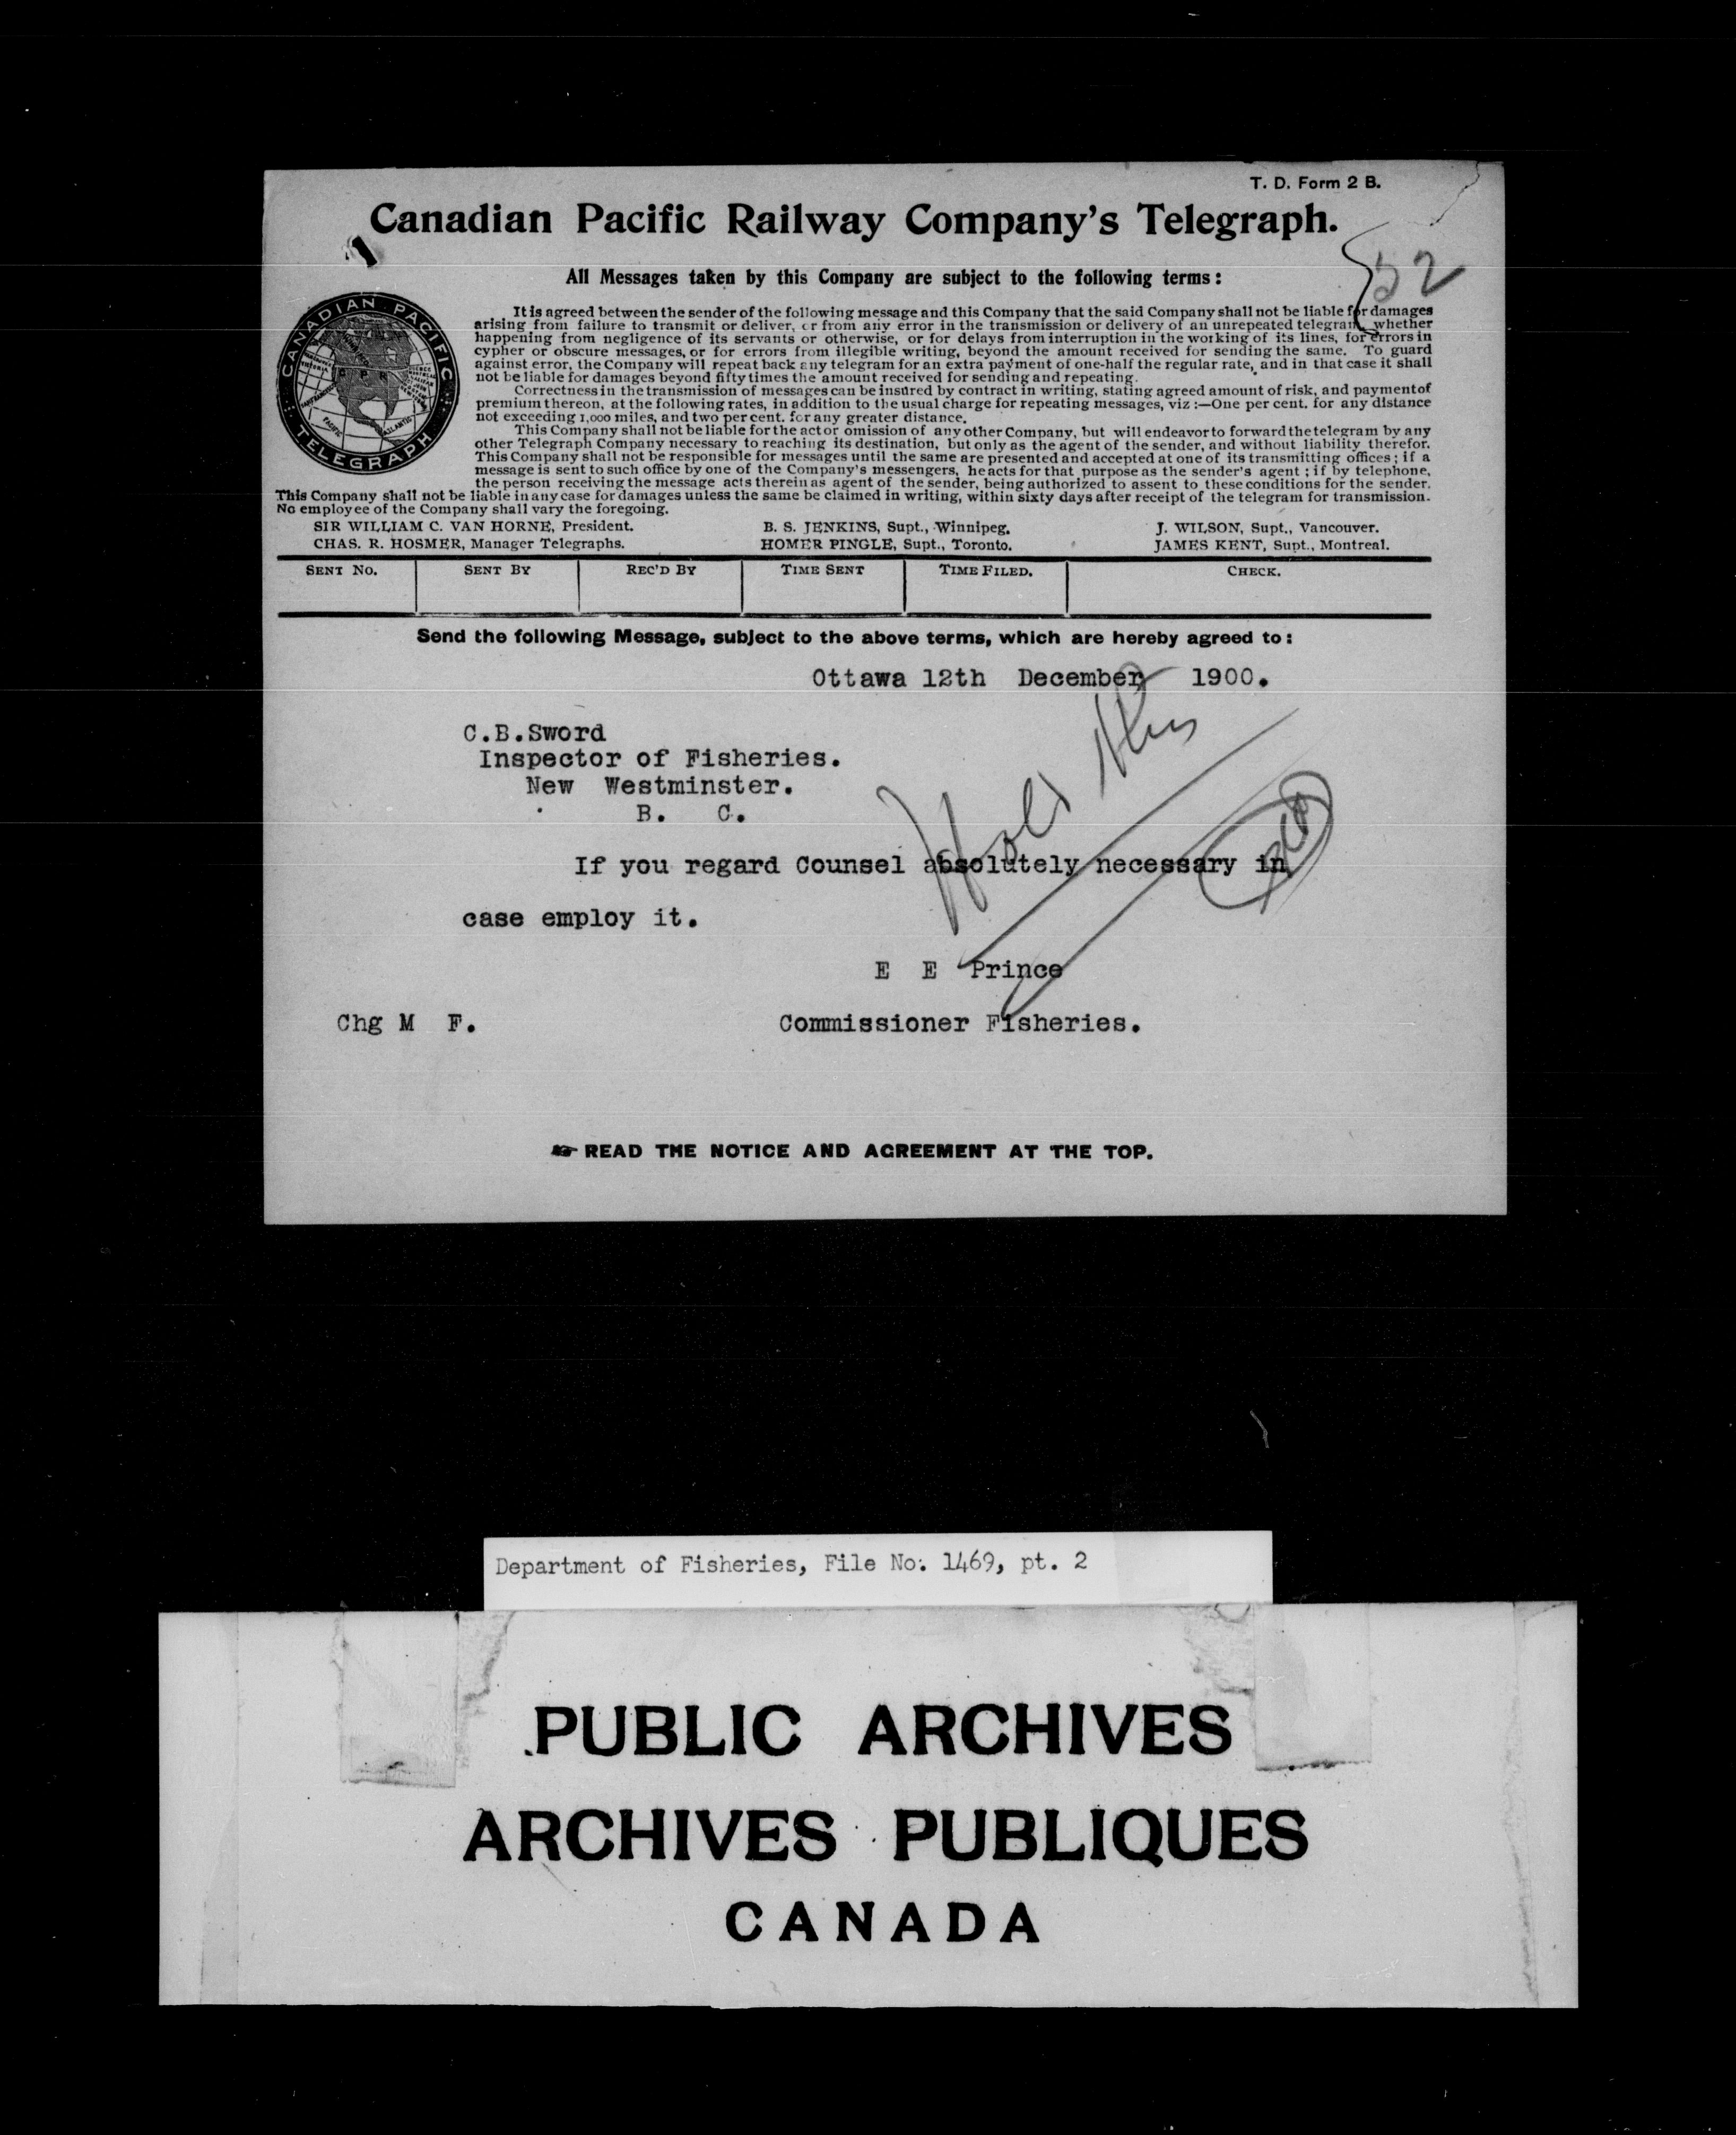 T. D. Form 2 B.
Canadian Pacific Railway Company's Telegraph.
52
All Messages taken by this Company are subject to the following terms:
CANADIAN PACIFIC
TELEGRAPH
It is agreed between the sender of the following message and this Company that the said Company shall not be liable for damages
arising from failure to transmit or deliver, or from any error in the transmission or delivery of an unrepeated telegram, whether
happening from negligence of its servants or otherwise, or for delays from interruption in the working of its lines, for errors in
cypher or obscure messages, or for errors from illegible writing, beyond the amount received for sending the same. To guard
against error, the Company will repeat back any telegram for an extra payment of one-half the regular rate, and in that case it shall
not be liable for damages beyond fifty times the amount received for sending and repeating.
Correctness in the transmission of messages can be insured by contract in writing, stating agreed amount of risk, and payment of
premium thereon, at the following rates, in addition to the usual charge for repeating messages, viz :—One per cent. for any distance
not exceeding 1,000 miles, and two per cent. for any greater distance.
This Company shall not be liable for the act or omission of any other Company, but will endeavor to forward the telegram by any
other Telegraph Company necessary to reaching its destination, but only as the agent of the sender, and without liability therefor.
This Company shall not be responsible for messages until the same are presented and accepted at one of its transmitting offices; if a
message is sent to such office by one of the Company's messengers, he acts for that purpose as the sender's agent; if by telephone,
the person receiving the message acts therein as agent of the sender, being authorized to assent to these conditions for the sender.
This Company shall not be liable in any case for damages unless the same be claimed in writing, within sixty days after receipt of the telegram for transmission.
No employee of the Company shall vary the foregoing.
SIR WILLIAM C. VAN HORNE, President. B. S. JENKINS, Supt., Winnipeg. J. WILSON, Supt., Vancouver.
CHAS. R. HOSMER, Manager Telegraphs. HOMER PINGLE, Supt., Toronto. JAMES KENT, Supt., Montreal.
SENT NO. SENT BY REC'D BY TIME SENT TIME FILED. CHECK.
Send the following Message, subject to the above terms, which are hereby agreed to:
Ottawa 12th December 1900.
Hold this
C.B.Sword
Inspector of Fisheries.
New Westminster.
B. C.
If you regard Counsel absolutely necessary in
case employ it.
E E Prince
Chg M F. Commissioner Fisheries.
READ THE NOTICE AND AGREEMENT AT THE TOP.
Department of Fisheries, File No. 1469, pt. 2
PUBLIC ARCHIVES
ARCHIVES PUBLIQUES
CANADA